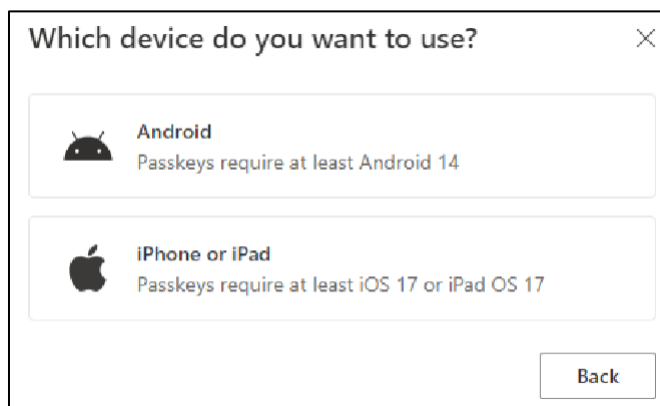 Which device do you want to use?
Android
Passkeys require at least Android 14
iPhone or iPad
Passkeys require at least iOS 17 or iPad OS 17
Back